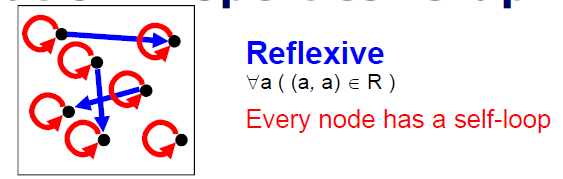 Reflexive
∀a ( (a, a) ∈ R )
Every node has a self-loop